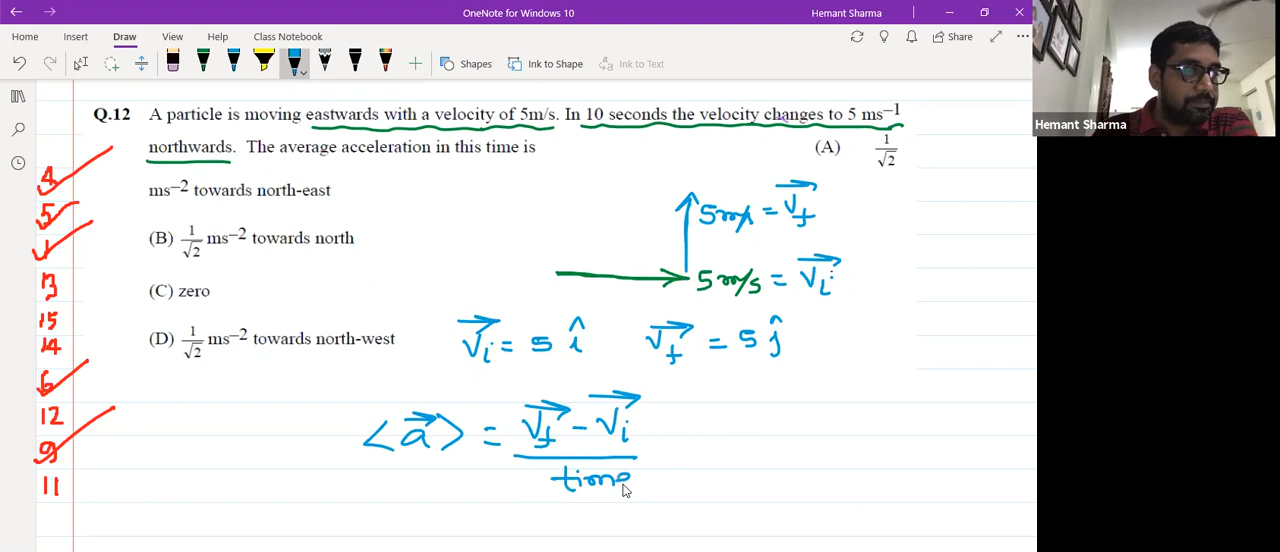 OneNote for Windows 10
Hemant Sharma
Home Insert Draw View Help Class Notebook
Share
Shapes Ink to Shape Ink to Text
Hemant Sharma
Q.12 A particle is moving eastwards with a velocity of 5m/s. In 10 seconds the velocity changes to 5 ms⁻¹
northwards. The average acceleration in this time is (A) 1/√2
ms⁻² towards north-east
(B) 1/√2 ms⁻² towards north
(C) zero
(D) 1/√2 ms⁻² towards north-west
5m/s = V⃗f
5m/s = V⃗i
V⃗i = 5 î V⃗f = 5 ĵ
<a⃗> = (V⃗f − V⃗i)/time
4
5
1
3
15
14
6
12
9
11